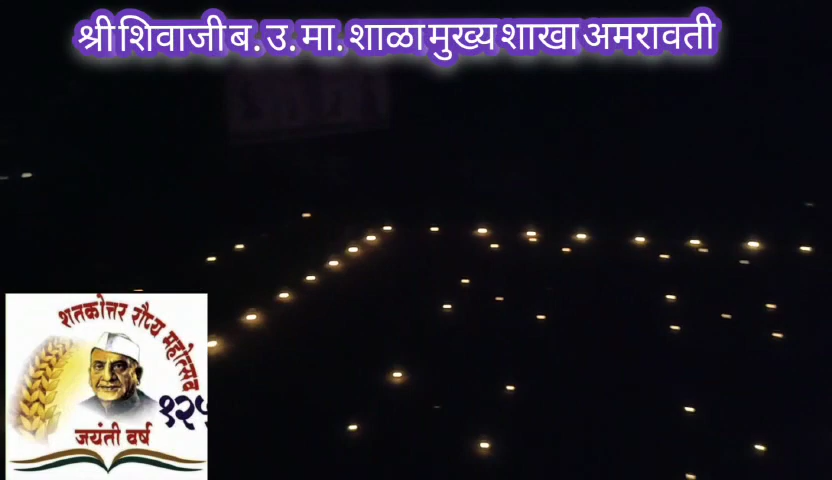 श्री शिवाजी ब. उ. मा. शाळा मुख्य शाखा अमरावती
शतकोत्तर रौप्य महोत्सव
१२५
जयंती वर्ष